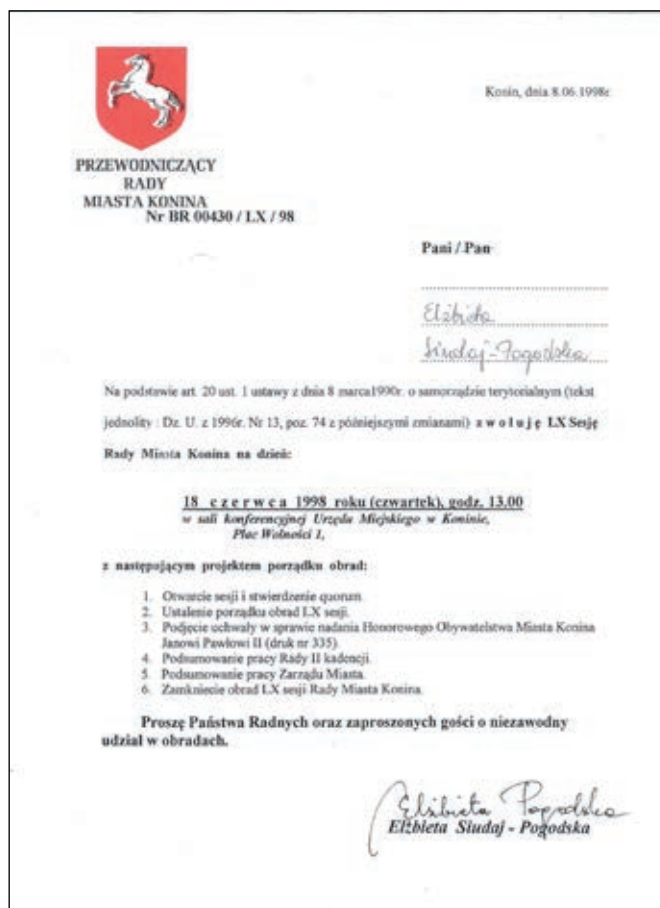 Konin, dnia 8.06.1998r
PRZEWODNICZĄCY
RADY
MIASTA KONINA
Nr BR 00430 / LX / 98
Pani / Pan
Elżbieta
Siudaj-Pogodska
Na podstawie art. 20 ust. 1 ustawy z dnia 8 marca1990r. o samorządzie terytorialnym (tekst
jednolity : Dz. U. z 1996r. Nr 13, poz. 74 z późniejszymi zmianami) z w o ł u j ę LX Sesję
Rady Miasta Konina na dzień:
18 c z e r w c a 1998 roku (czwartek), godz. 13.00
w sali konferencyjnej Urzędu Miejskiego w Koninie,
Plac Wolności 1,
z następującym projektem porządku obrad:
1. Otwarcie sesji i stwierdzenie quorum.
2. Ustalenie porządku obrad LX sesji.
3. Podjęcie uchwały w sprawie nadania Honorowego Obywatelstwa Miasta Konina
Janowi Pawłowi II (druk nr 335).
4. Podsumowanie pracy Rady II kadencji.
5. Podsumowanie pracy Zarządu Miasta.
6. Zamkniecie obrad LX sesji Rady Miasta Konina.
Proszę Państwa Radnych oraz zaproszonych gości o niezawodny
udział w obradach.
Elżbieta Pogodska
Elżbieta Siudaj - Pogodska